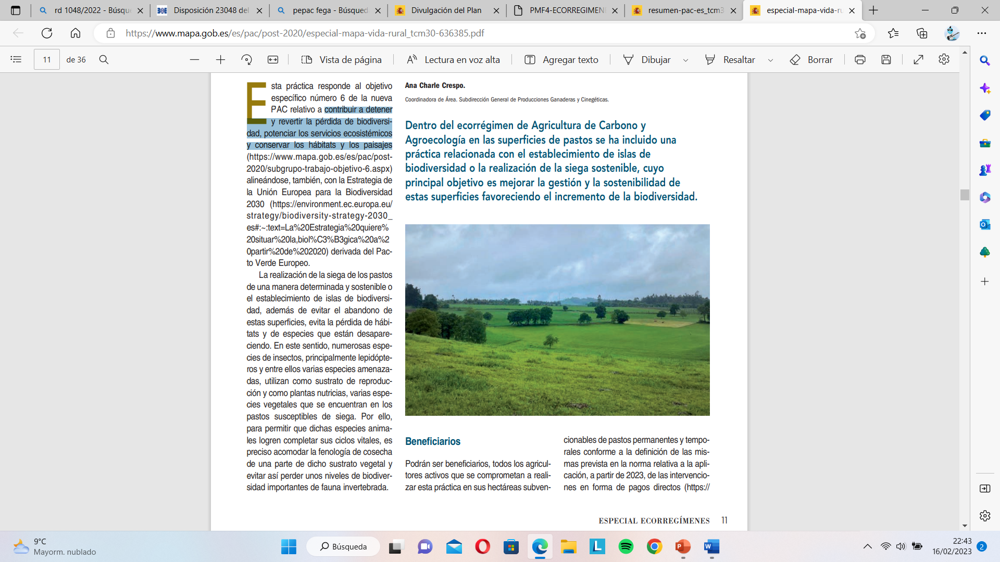 rd 1048/2022 - Búsqu
Disposición 23048 del
pepac fega - Búsqued
Divulgación del Plan
PMF4-ECORREGIMEN
resumen-pac-es_tcm3
especial-mapa-vida-ru
https://www.mapa.gob.es/es/pac/post-2020/especial-mapa-vida-rural_tcm30-636385.pdf
11 de 36
Vista de página
Lectura en voz alta
Agregar texto
Dibujar
Resaltar
Borrar
Esta práctica responde al objetivo
específico número 6 de la nueva
PAC relativo a contribuir a detener
y revertir la pérdida de biodiversi-
dad, potenciar los servicios ecosistémicos
y conservar los hábitats y los paisajes
(https://www.mapa.gob.es/es/pac/post-
2020/subgrupo-trabajo-objetivo-6.aspx)
alineándose, también, con la Estrategia de
la Unión Europea para la Biodiversidad
2030 (https://environment.ec.europa.eu/
strategy/biodiversity-strategy-2030_
es#:~:text=La%20Estrategia%20quiere%
20situar%20la,biol%C3%B3gica%20a%2
0partir%20de%202020) derivada del Pac-
to Verde Europeo.
La realización de la siega de los pastos
de una manera determinada y sostenible o
el establecimiento de islas de biodiversi-
dad, además de evitar el abandono de
estas superficies, evita la pérdida de hábi-
tats y de especies que están desapare-
ciendo. En este sentido, numerosas espe-
cies de insectos, principalmente lepidópte-
ros y entre ellos varias especies amenaza-
das, utilizan como sustrato de reproduc-
ción y como plantas nutricias, varias espe-
cies vegetales que se encuentran en los
pastos susceptibles de siega. Por ello,
para permitir que dichas especies anima-
les logren completar sus ciclos vitales, es
preciso acomodar la fenología de cosecha
de una parte de dicho sustrato vegetal y
evitar así perder unos niveles de biodiver-
sidad importantes de fauna invertebrada.
Ana Charle Crespo.
Coordinadora de Área. Subdirección General de Producciones Ganaderas y Cinegéticas.
Dentro del ecorrégimen de Agricultura de Carbono y
Agroecología en las superficies de pastos se ha incluido una
práctica relacionada con el establecimiento de islas de
biodiversidad o la realización de la siega sostenible, cuyo
principal objetivo es mejorar la gestión y la sostenibilidad de
estas superficies favoreciendo el incremento de la biodiversidad.
Beneficiarios
Podrán ser beneficiarios, todos los agricul-
tores activos que se comprometan a reali-
zar esta práctica en sus hectáreas subven-
cionables de pastos permanentes y tempo-
rales conforme a la definición de las mis-
mas prevista en la norma relativa a la apli-
cación, a partir de 2023, de las intervencio-
nes en forma de pagos directos (https://
ESPECIAL ECORREGÍMENES 11
9°C
Mayorm. nublado
Búsqueda
22:43
16/02/2023
2